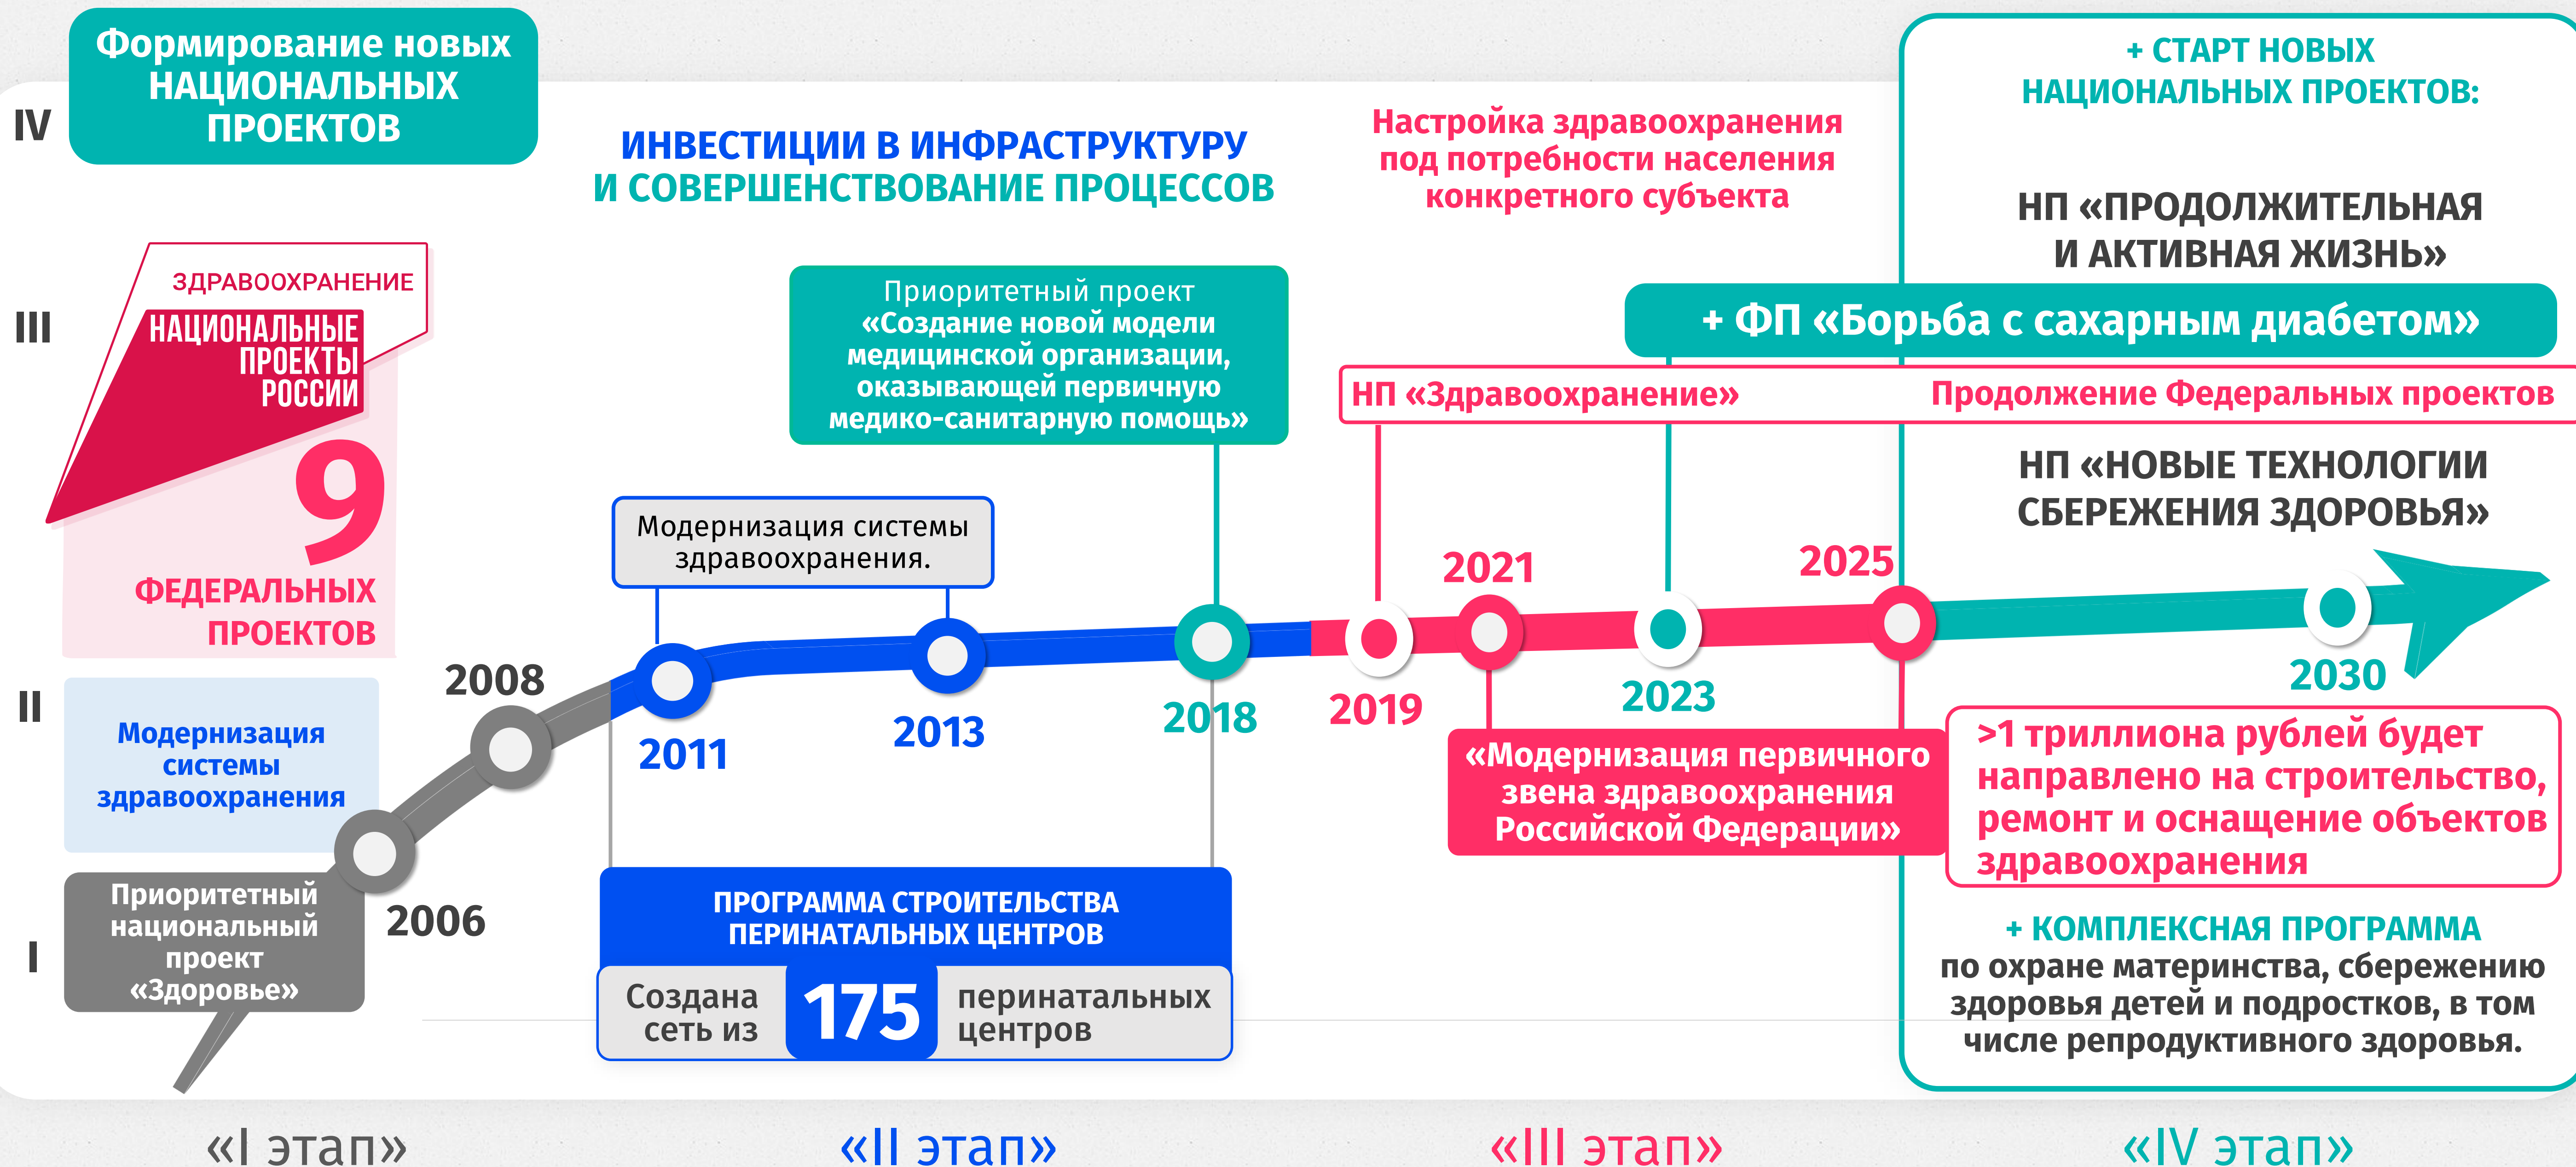 IV
Формирование новых
НАЦИОНАЛЬНЫХ
ПРОЕКТОВ
III
ЗДРАВООХРАНЕНИЕ
НАЦИОНАЛЬНЫЕ
ПРОЕКТЫ
РОССИИ
9
ФЕДЕРАЛЬНЫХ
ПРОЕКТОВ
II
Модернизация
системы
здравоохранения
I
Приоритетный
национальный
проект
«Здоровье»
ИНВЕСТИЦИИ В ИНФРАСТРУКТУРУ
И СОВЕРШЕНСТВОВАНИЕ ПРОЦЕССОВ
Настройка здравоохранения
под потребности населения
конкретного субъекта
Приоритетный проект
«Создание новой модели
медицинской организации,
оказывающей первичную
медико-санитарную помощь»
Модернизация системы
здравоохранения.
2006
2008
2011
2013
2018
2019
2021
2023
2025
2030
ПРОГРАММА СТРОИТЕЛЬСТВА
ПЕРИНАТАЛЬНЫХ ЦЕНТРОВ
Создана
сеть из
175
перинатальных
центров
«Модернизация первичного
звена здравоохранения
Российской Федерации»
+ СТАРТ НОВЫХ
НАЦИОНАЛЬНЫХ ПРОЕКТОВ:
НП «ПРОДОЛЖИТЕЛЬНАЯ
И АКТИВНАЯ ЖИЗНЬ»
+ ФП «Борьба с сахарным диабетом»
НП «Здравоохранение»
Продолжение Федеральных проектов
НП «НОВЫЕ ТЕХНОЛОГИИ
СБЕРЕЖЕНИЯ ЗДОРОВЬЯ»
>1 триллиона рублей будет
направлено на строительство,
ремонт и оснащение объектов
здравоохранения
+ КОМПЛЕКСНАЯ ПРОГРАММА
по охране материнства, сбережению
здоровья детей и подростков, в том
числе репродуктивного здоровья.
«I этап»
«II этап»
«III этап»
«IV этап»